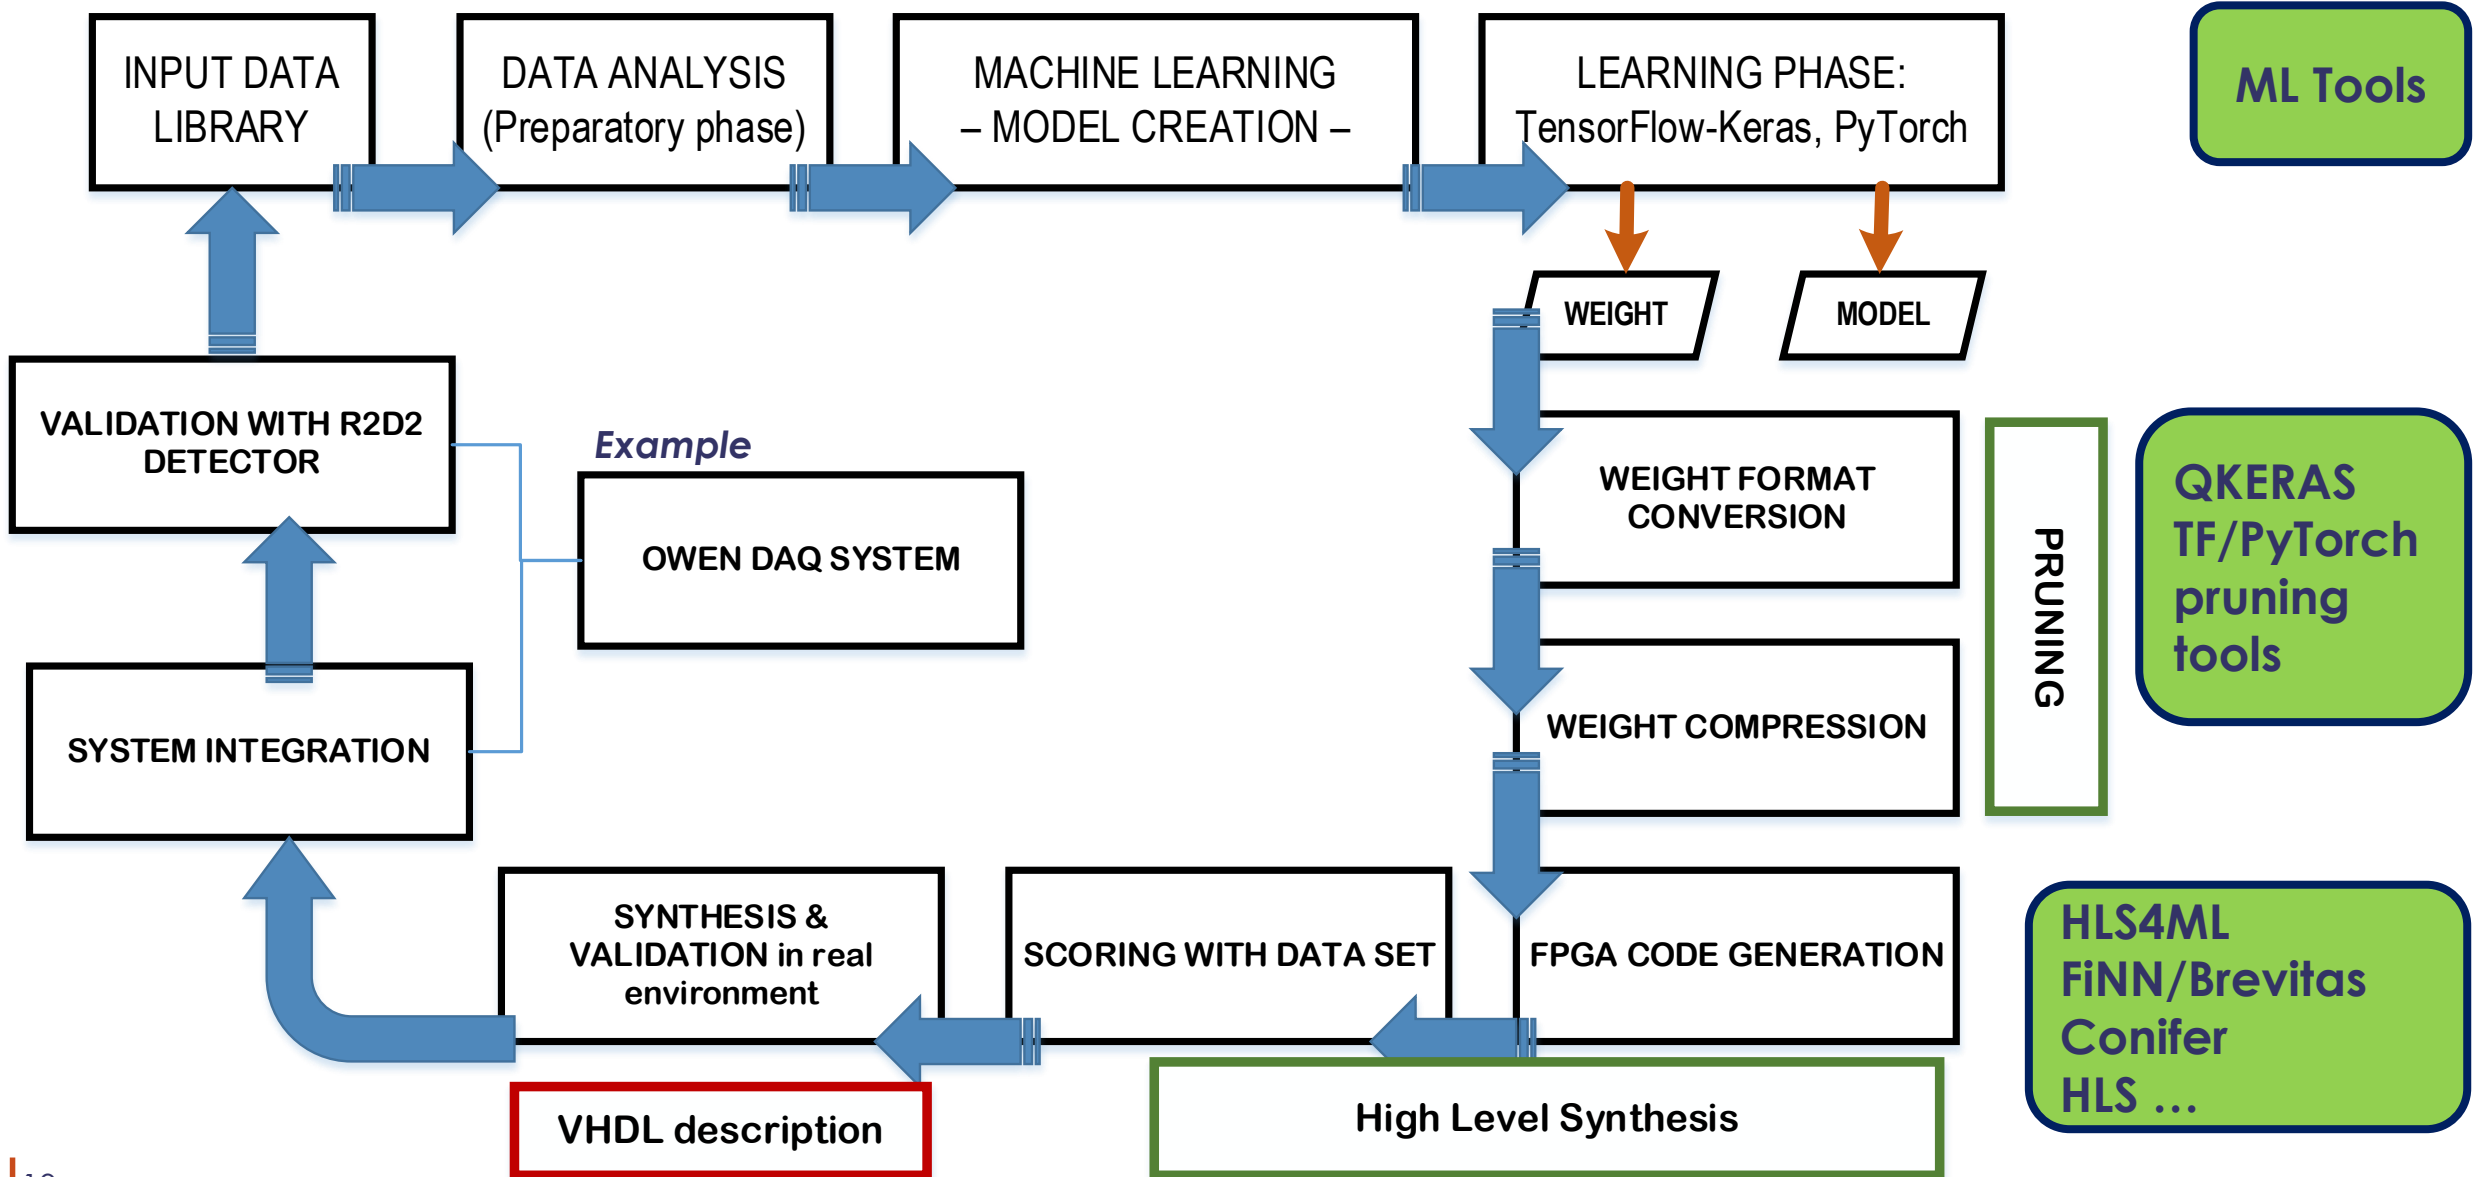 INPUT DATA
LIBRARY
DATA ANALYSIS
(Preparatory phase)
MACHINE LEARNING
– MODEL CREATION –
LEARNING PHASE:
TensorFlow-Keras, PyTorch
ML Tools
WEIGHT
MODEL
VALIDATION WITH R2D2
DETECTOR
Example
OWEN DAQ SYSTEM
WEIGHT FORMAT
CONVERSION
PRUNING
QKERAS
TF/PyTorch
pruning
tools
SYSTEM INTEGRATION
WEIGHT COMPRESSION
SYNTHESIS &
VALIDATION in real
environment
SCORING WITH DATA SET
FPGA CODE GENERATION
HLS4ML
FiNN/Brevitas
Conifer
HLS ...
VHDL description
High Level Synthesis